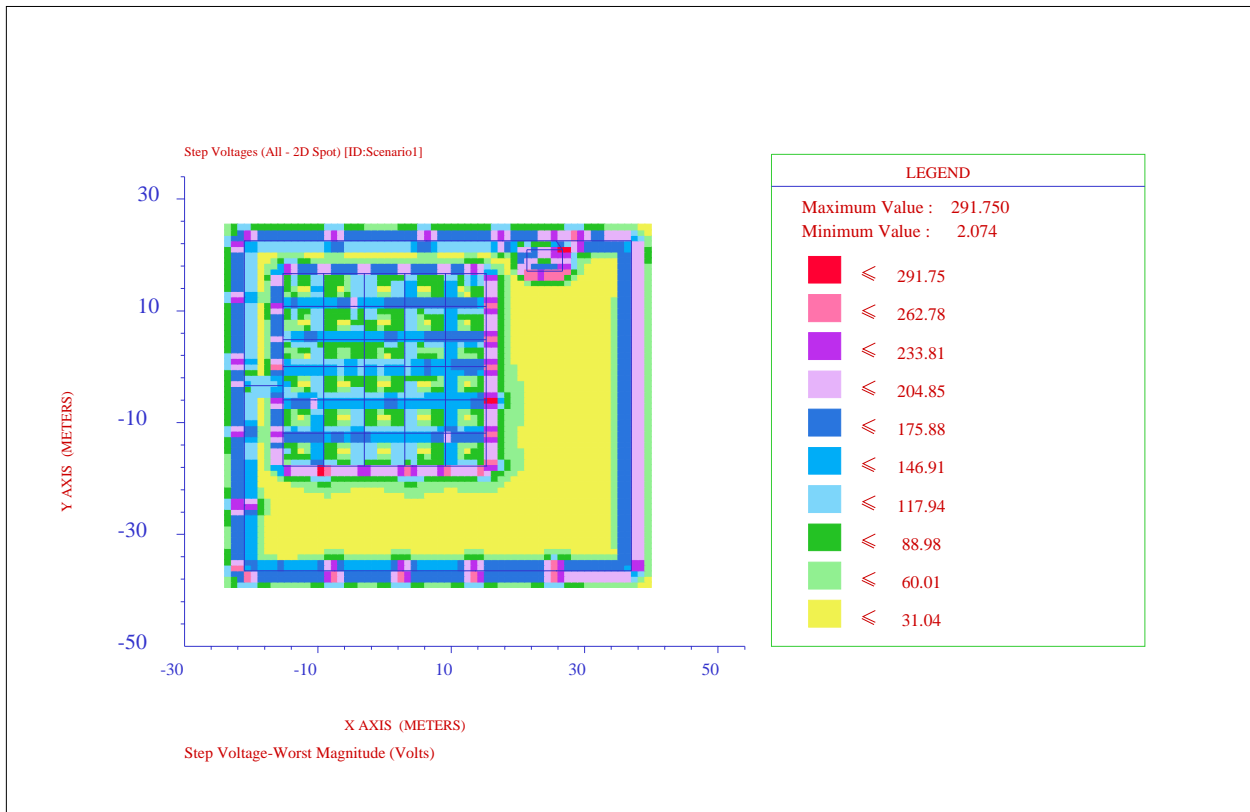 Step Voltages (All - 2D Spot) [ID:Scenario1]
30
10
-10
-30
-50
-30
-10
10
30
50
Y AXIS (METERS)
X AXIS (METERS)
Step Voltage-Worst Magnitude (Volts)
LEGEND
Maximum Value : 291.750
Minimum Value : 2.074
⩽ 291.75
⩽ 262.78
⩽ 233.81
⩽ 204.85
⩽ 175.88
⩽ 146.91
⩽ 117.94
⩽ 88.98
⩽ 60.01
⩽ 31.04